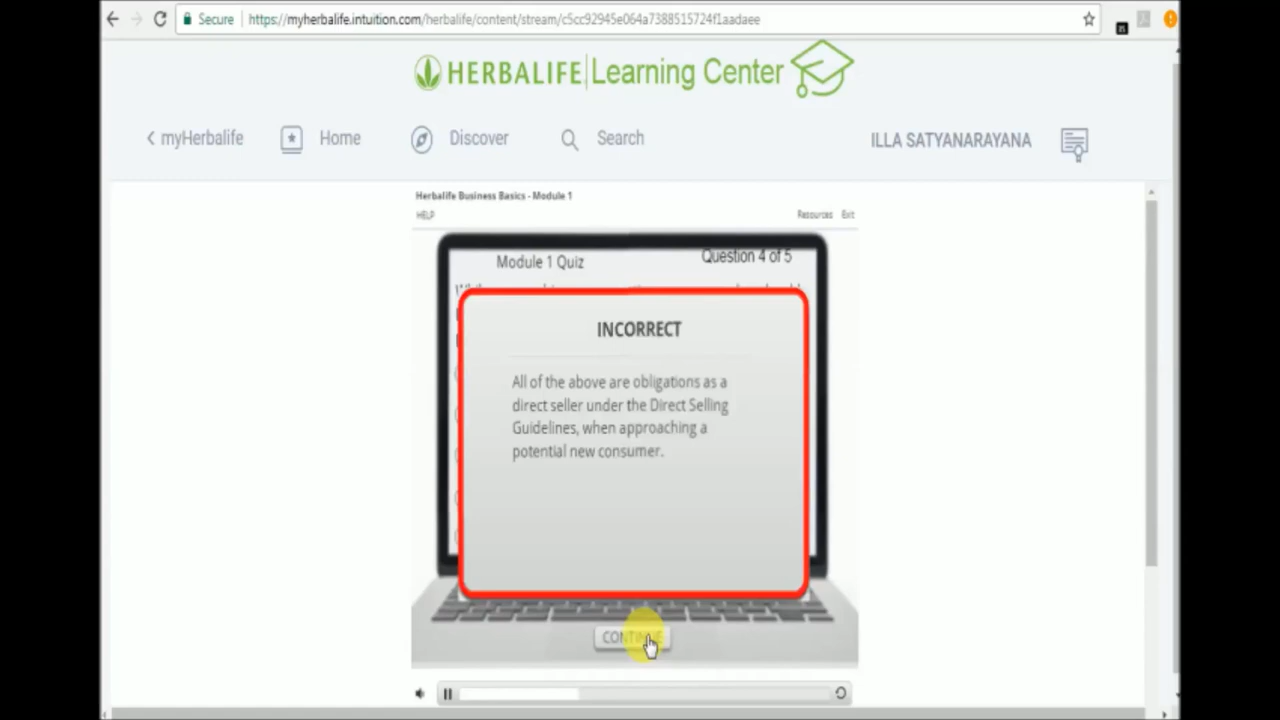 Secure https://myherbalife.intuition.com/herbalife/content/stream/c5cc92945e064a7388515724f1aadaee
HERBALIFE Learning Center
myHerbalife Home Discover Search ILLA SATYANARAYANA
Herbalife Business Basics - Module 1
HELP Resources Exit
Module 1 Quiz Question 4 of 5
INCORRECT
All of the above are obligations as a
direct seller under the Direct Selling
Guidelines, when approaching a
potential new consumer.
CONTINUE